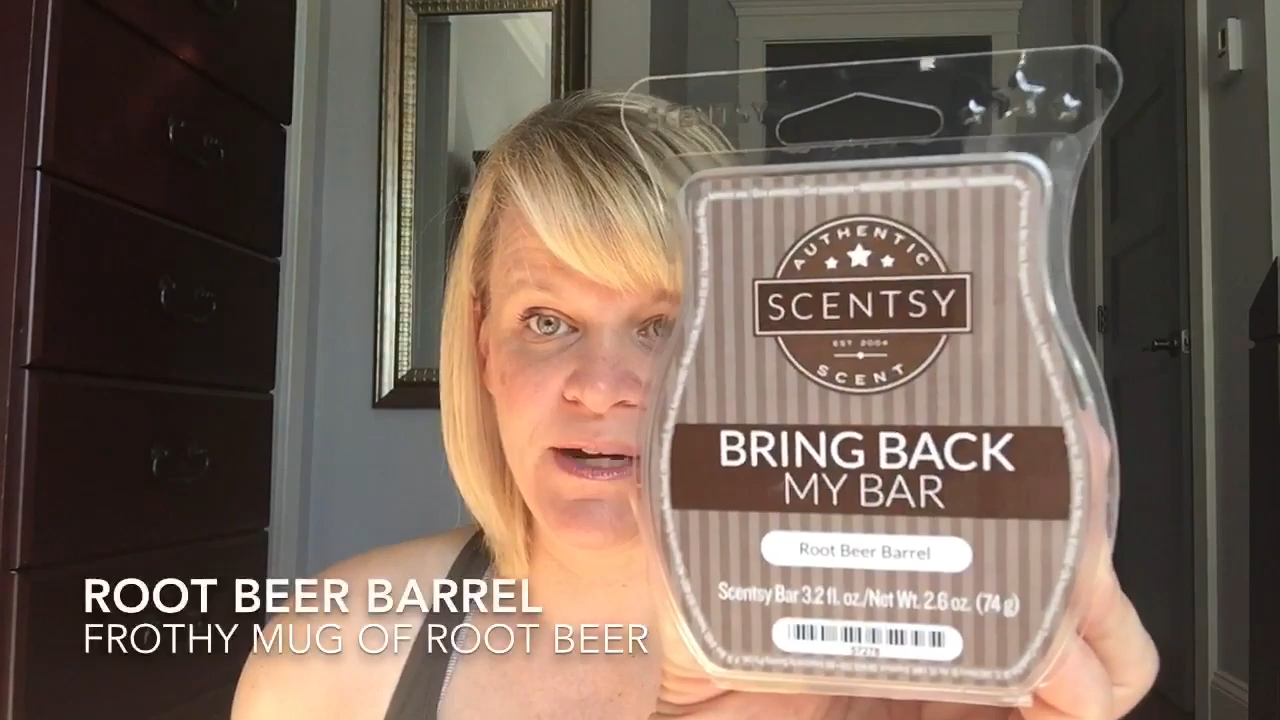 AUTHENTIC
SCENTSY
EST 2004
SCENT
BRING BACK
MY BAR
Root Beer Barrel
Scentsy Bar 3.2 fl. oz./Net Wt. 2.6 oz. (74 g)
ROOT BEER BARREL
FROTHY MUG OF ROOT BEER